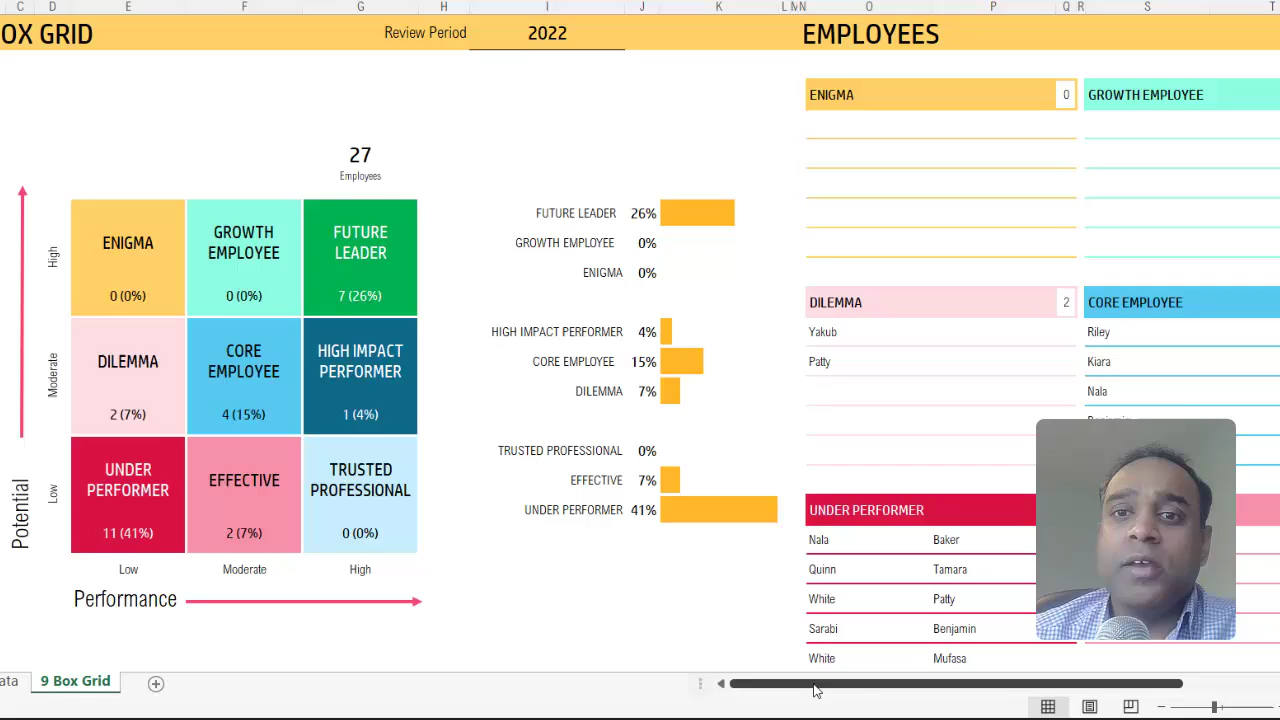 C D E F G H I J K L M N O P Q R S T
OX GRID
Review Period
2022
EMPLOYEES
27
Employees
High
Moderate
Low
Potential
ENIGMA
0 (0%)
GROWTH
EMPLOYEE
0 (0%)
FUTURE
LEADER
7 (26%)
DILEMMA
2 (7%)
CORE
EMPLOYEE
4 (15%)
HIGH IMPACT
PERFORMER
1 (4%)
UNDER
PERFORMER
11 (41%)
EFFECTIVE
2 (7%)
TRUSTED
PROFESSIONAL
0 (0%)
Low
Moderate
High
Performance
FUTURE LEADER 26%
GROWTH EMPLOYEE 0%
ENIGMA 0%
HIGH IMPACT PERFORMER 4%
CORE EMPLOYEE 15%
DILEMMA 7%
TRUSTED PROFESSIONAL 0%
EFFECTIVE 7%
UNDER PERFORMER 41%
ENIGMA 0
GROWTH EMPLOYEE
DILEMMA 2
Yakub
Patty
CORE EMPLOYEE
Riley
Kiara
Nala
UNDER PERFORMER
Nala Baker
Quinn Tamara
White Patty
Sarabi Benjamin
White Mufasa
ata
9 Box Grid